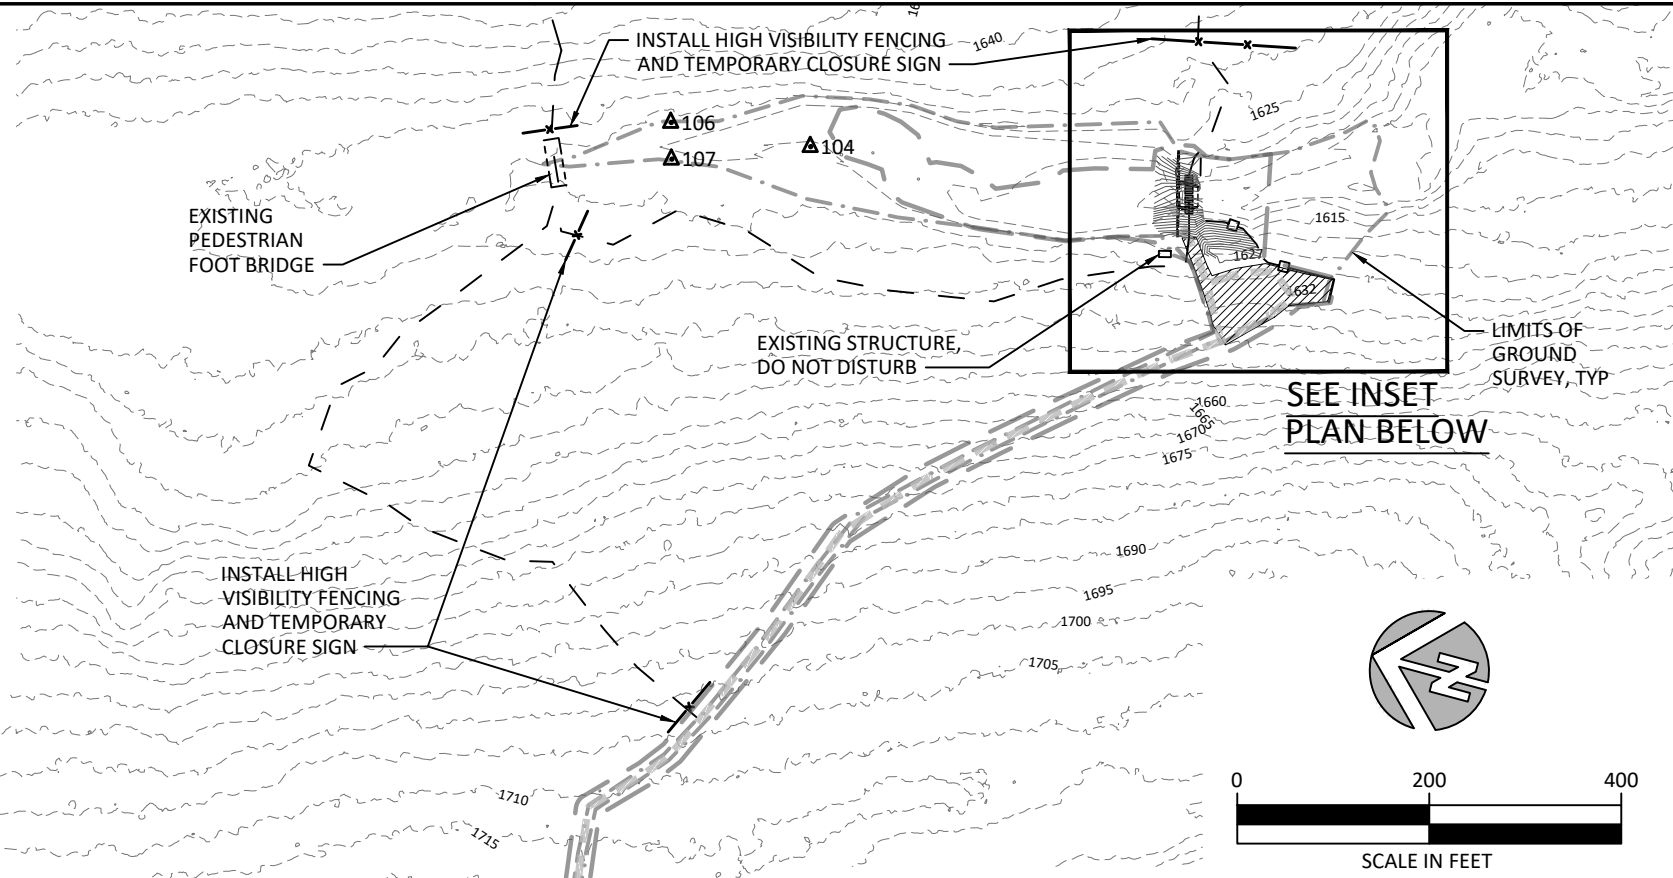 INSTALL HIGH VISIBILITY FENCING
AND TEMPORARY CLOSURE SIGN
1640
1625
106
107
104
EXISTING
PEDESTRIAN
FOOT BRIDGE
1615
1627
1632
EXISTING STRUCTURE,
DO NOT DISTURB
LIMITS OF
GROUND
SURVEY, TYP
SEE INSET
PLAN BELOW
1660
1665
1670
1675
1690
1695
1700
1705
INSTALL HIGH
VISIBILITY FENCING
AND TEMPORARY
CLOSURE SIGN
N
1710
1715
0 200 400
SCALE IN FEET